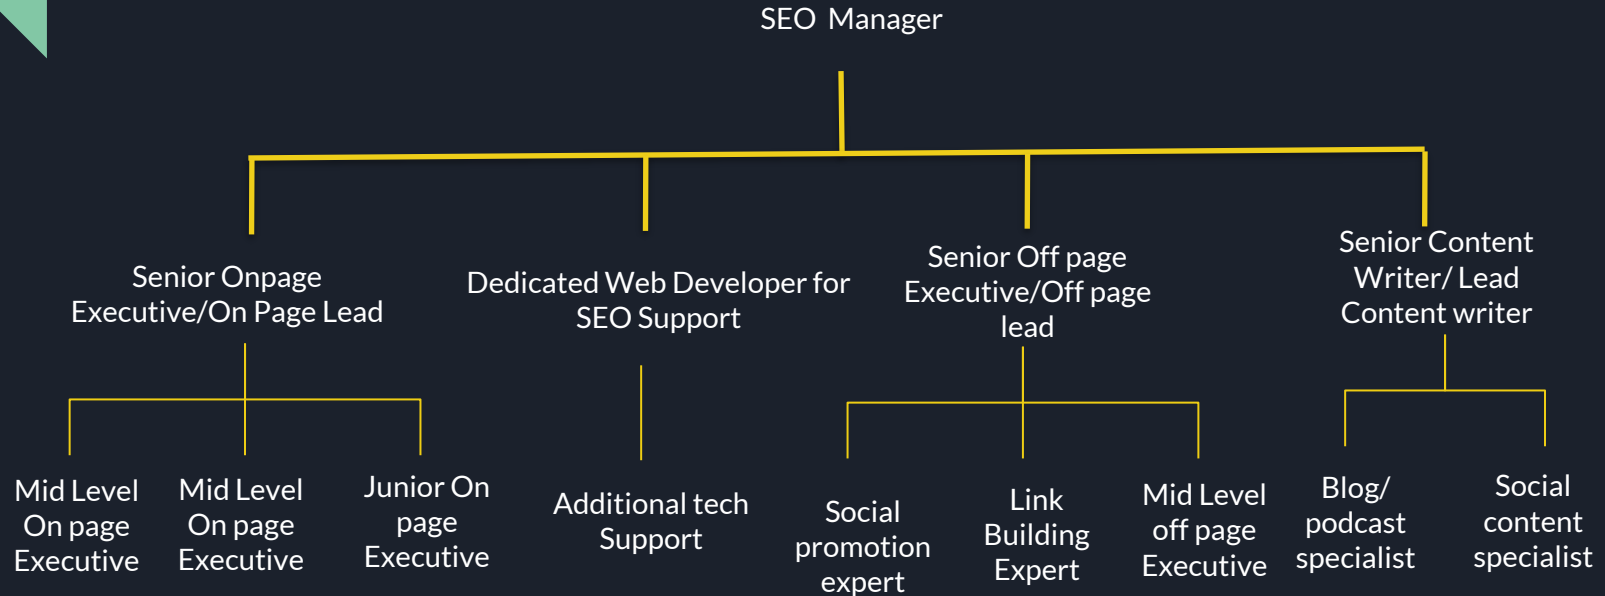 SEO Manager
Senior Onpage
Executive/On Page Lead
Dedicated Web Developer for
SEO Support
Senior Off page
Executive/Off page
lead
Senior Content
Writer/ Lead
Content writer
Mid Level
On page
Executive
Mid Level
On page
Executive
Junior On
page
Executive
Additional tech
Support
Social
promotion
expert
Link
Building
Expert
Mid Level
off page
Executive
Blog/
podcast
specialist
Social
content
specialist